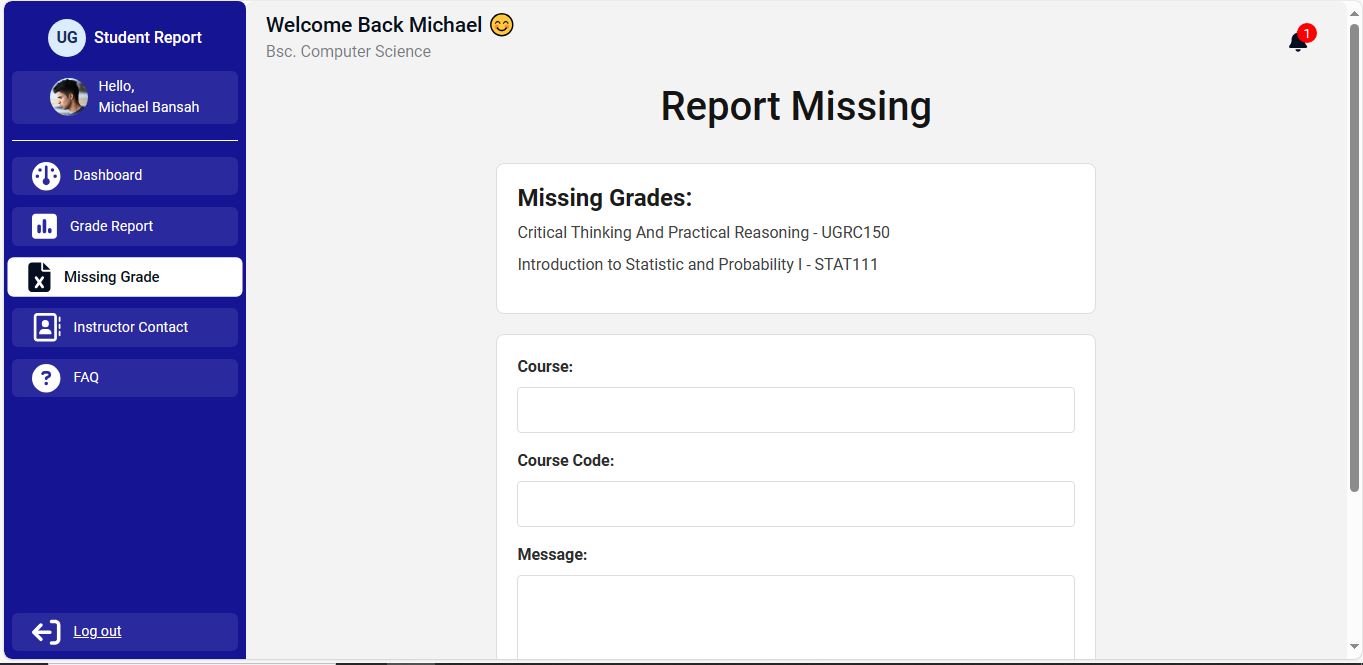 UG Student Report
Hello,
Michael Bansah
Dashboard
Grade Report
Missing Grade
Instructor Contact
FAQ
Log out
Welcome Back Michael 😊
Bsc. Computer Science
1
Report Missing
Missing Grades:
Critical Thinking And Practical Reasoning - UGRC150
Introduction to Statistic and Probability I - STAT111
Course:
Course Code:
Message: